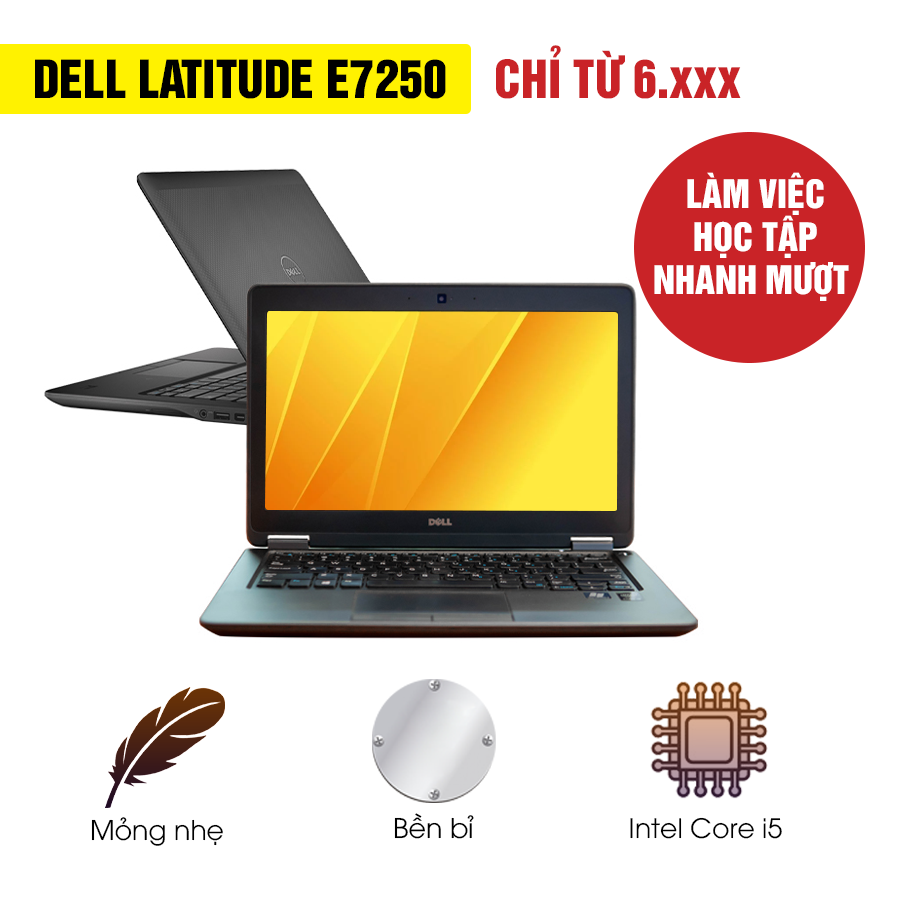 DELL LATITUDE E7250
CHỈ TỪ 6.xxx
LÀM VIỆC
HỌC TẬP
NHANH MƯỢT
DELL
DELL
Mỏng nhẹ
Bền bỉ
Intel Core i5